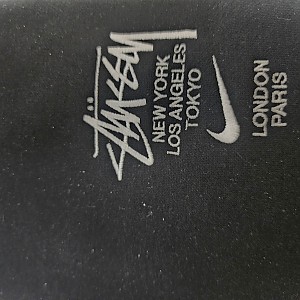 Stüssy
NEW YORK
LOS ANGELES
TOKYO
LONDON
PARIS